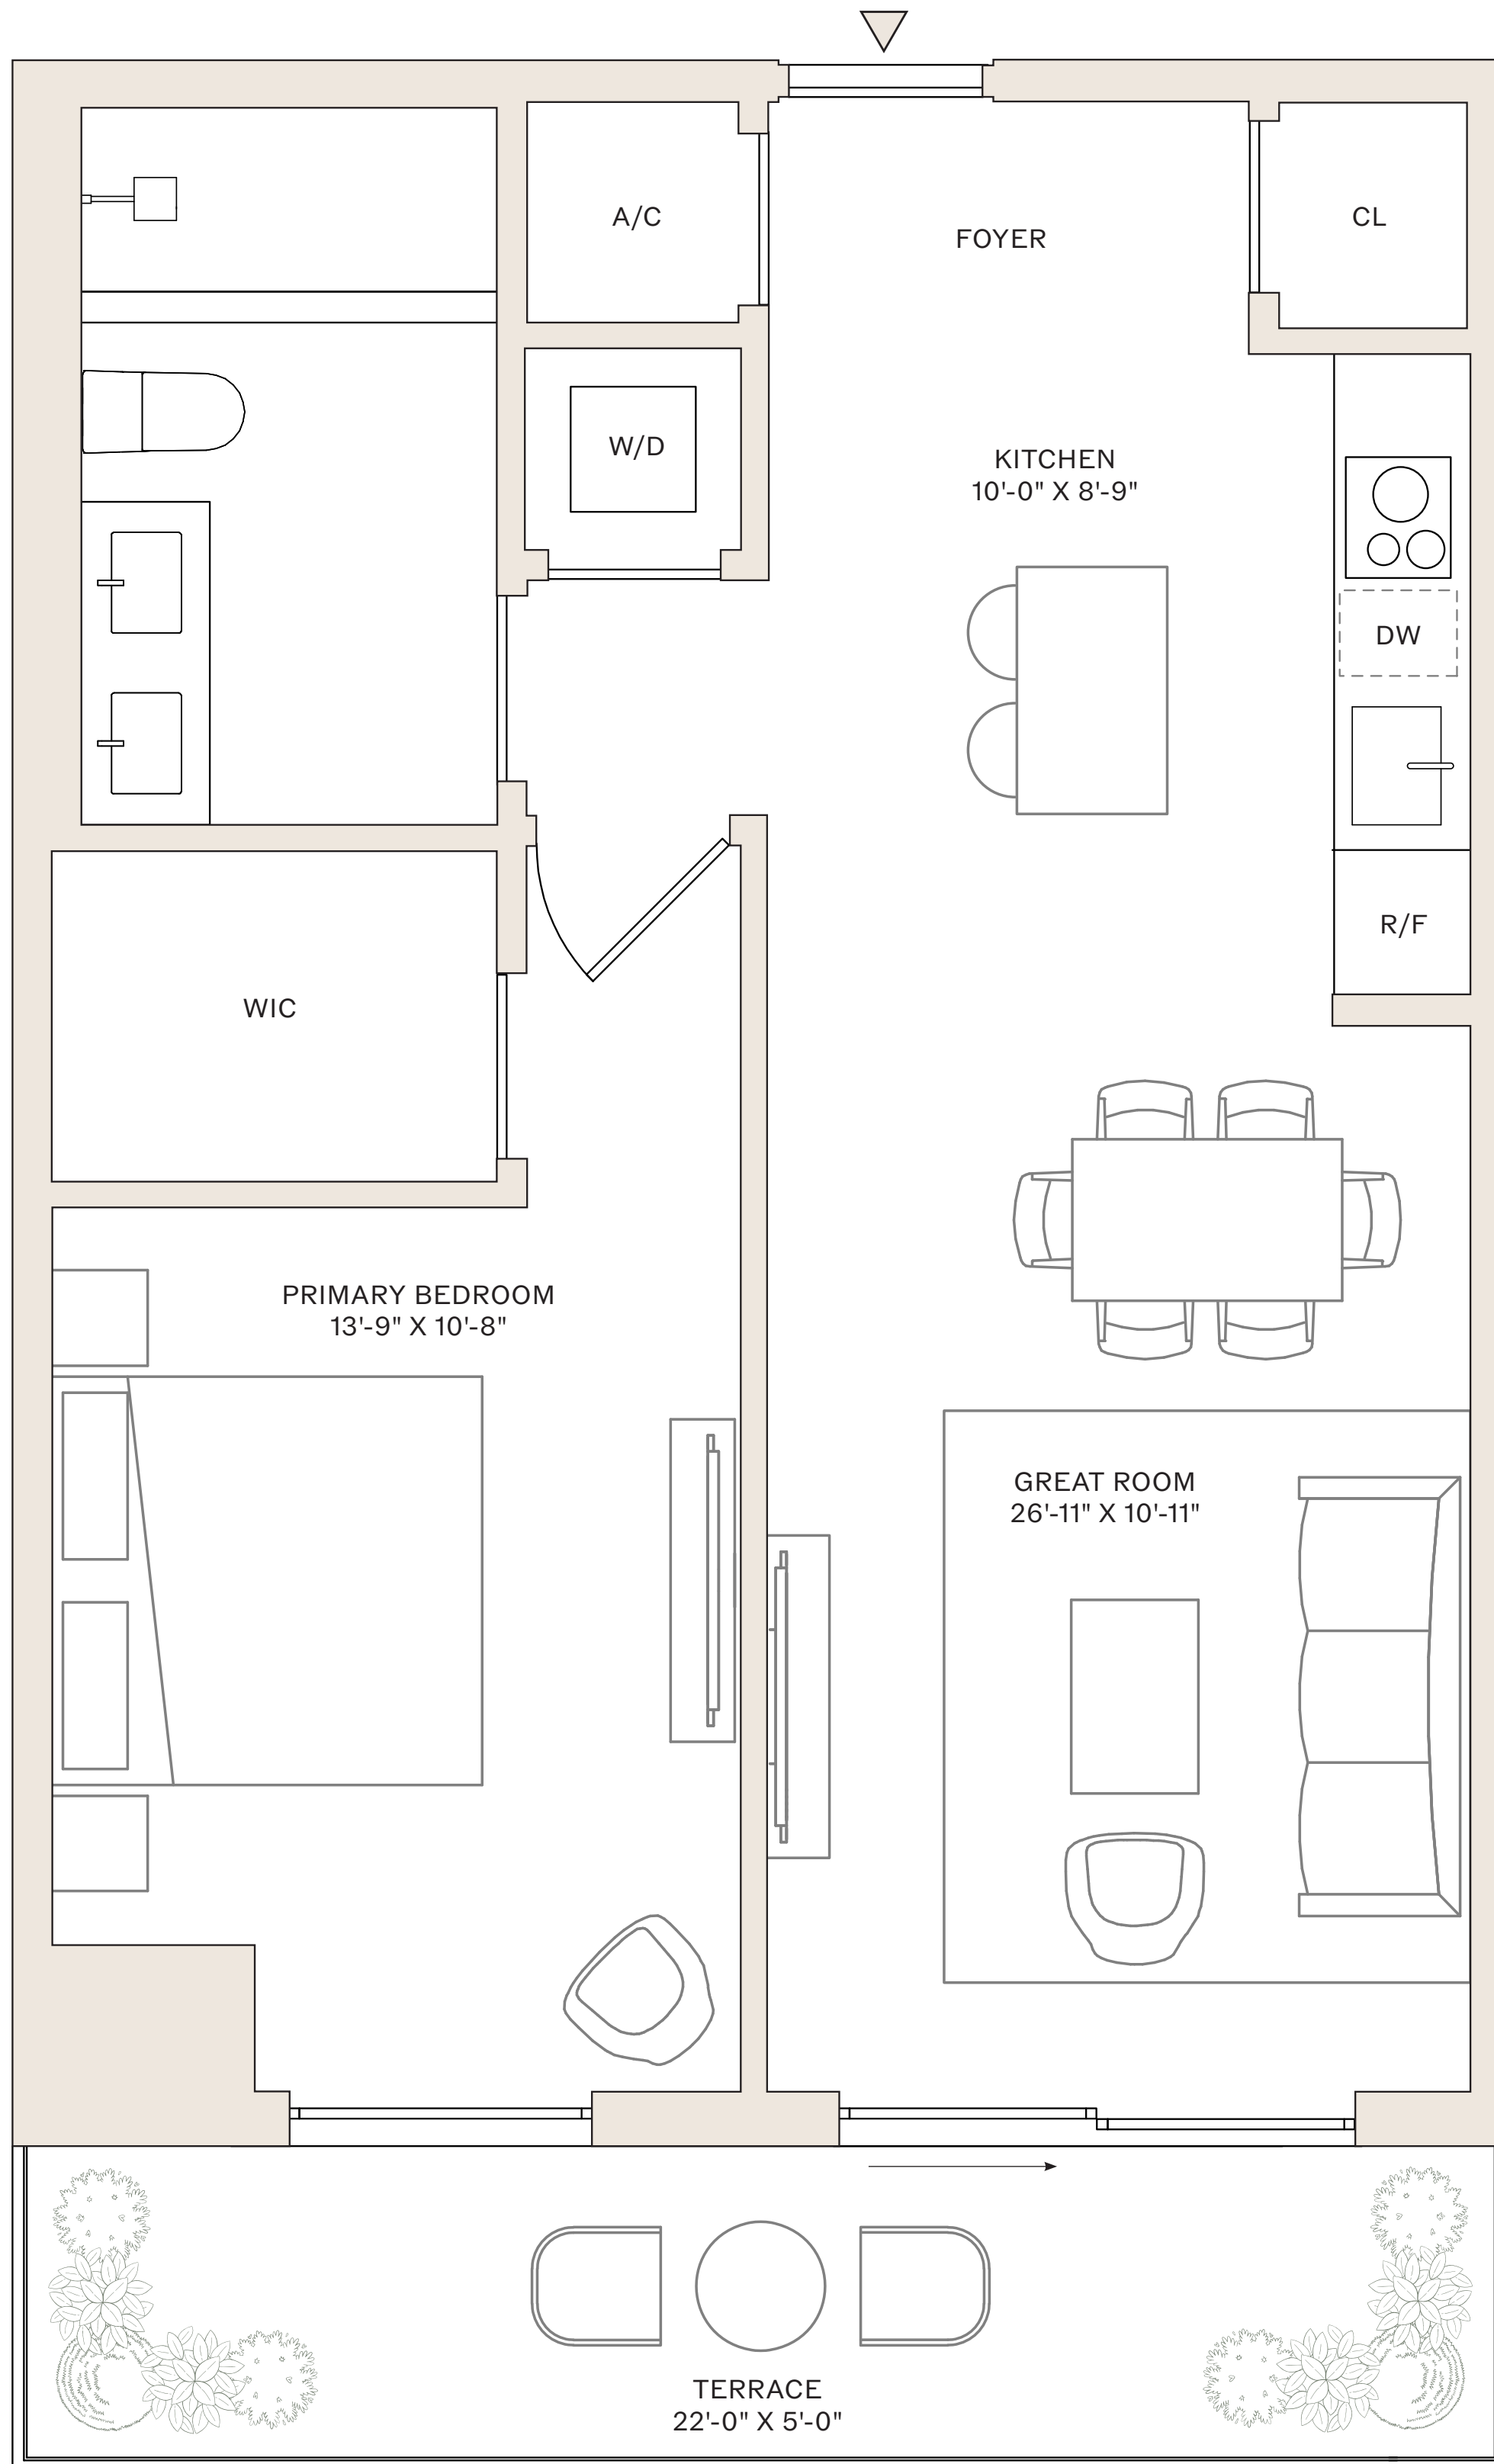 A/C
FOYER
CL
W/D
KITCHEN
10'-0" X 8'-9"
DW
R/F
WIC
PRIMARY BEDROOM
13'-9" X 10'-8"
GREAT ROOM
26'-11" X 10'-11"
TERRACE
22'-0" X 5'-0"